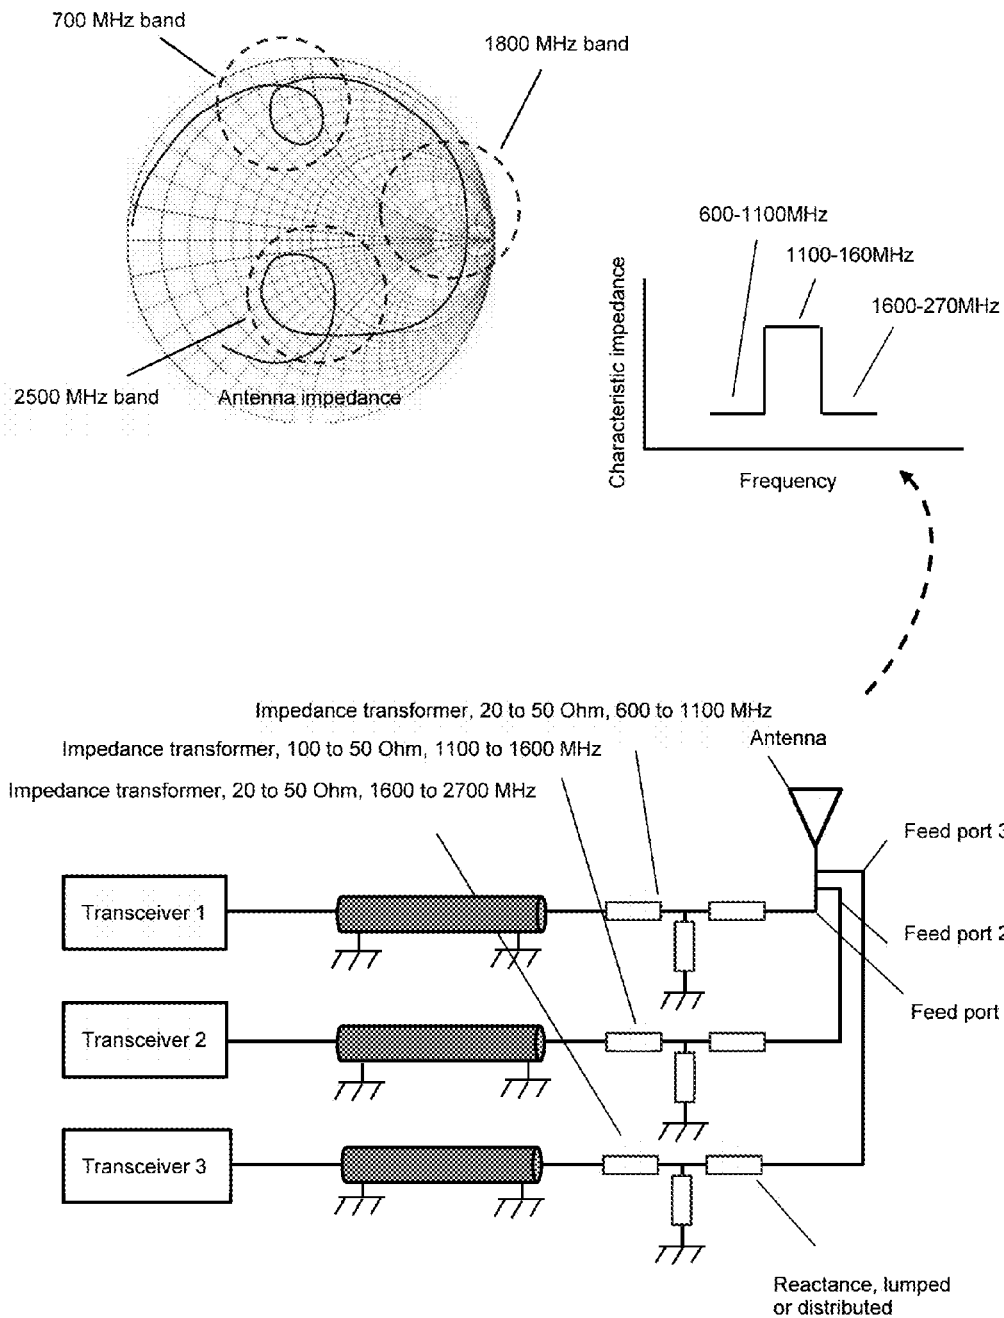 700 MHz band
1800 MHz band
600-1100MHz
1100-160MHz
1600-270MHz
Characteristic impedance
2500 MHz band
Antenna impedance
Frequency
Impedance transformer, 20 to 50 Ohm, 600 to 1100 MHz
Antenna
Impedance transformer, 100 to 50 Ohm, 1100 to 1600 MHz
Impedance transformer, 20 to 50 Ohm, 1600 to 2700 MHz
Feed port 3
Transceiver 1
Feed port 2
Feed port
Transceiver 2
Transceiver 3
Reactance, lumped
or distributed